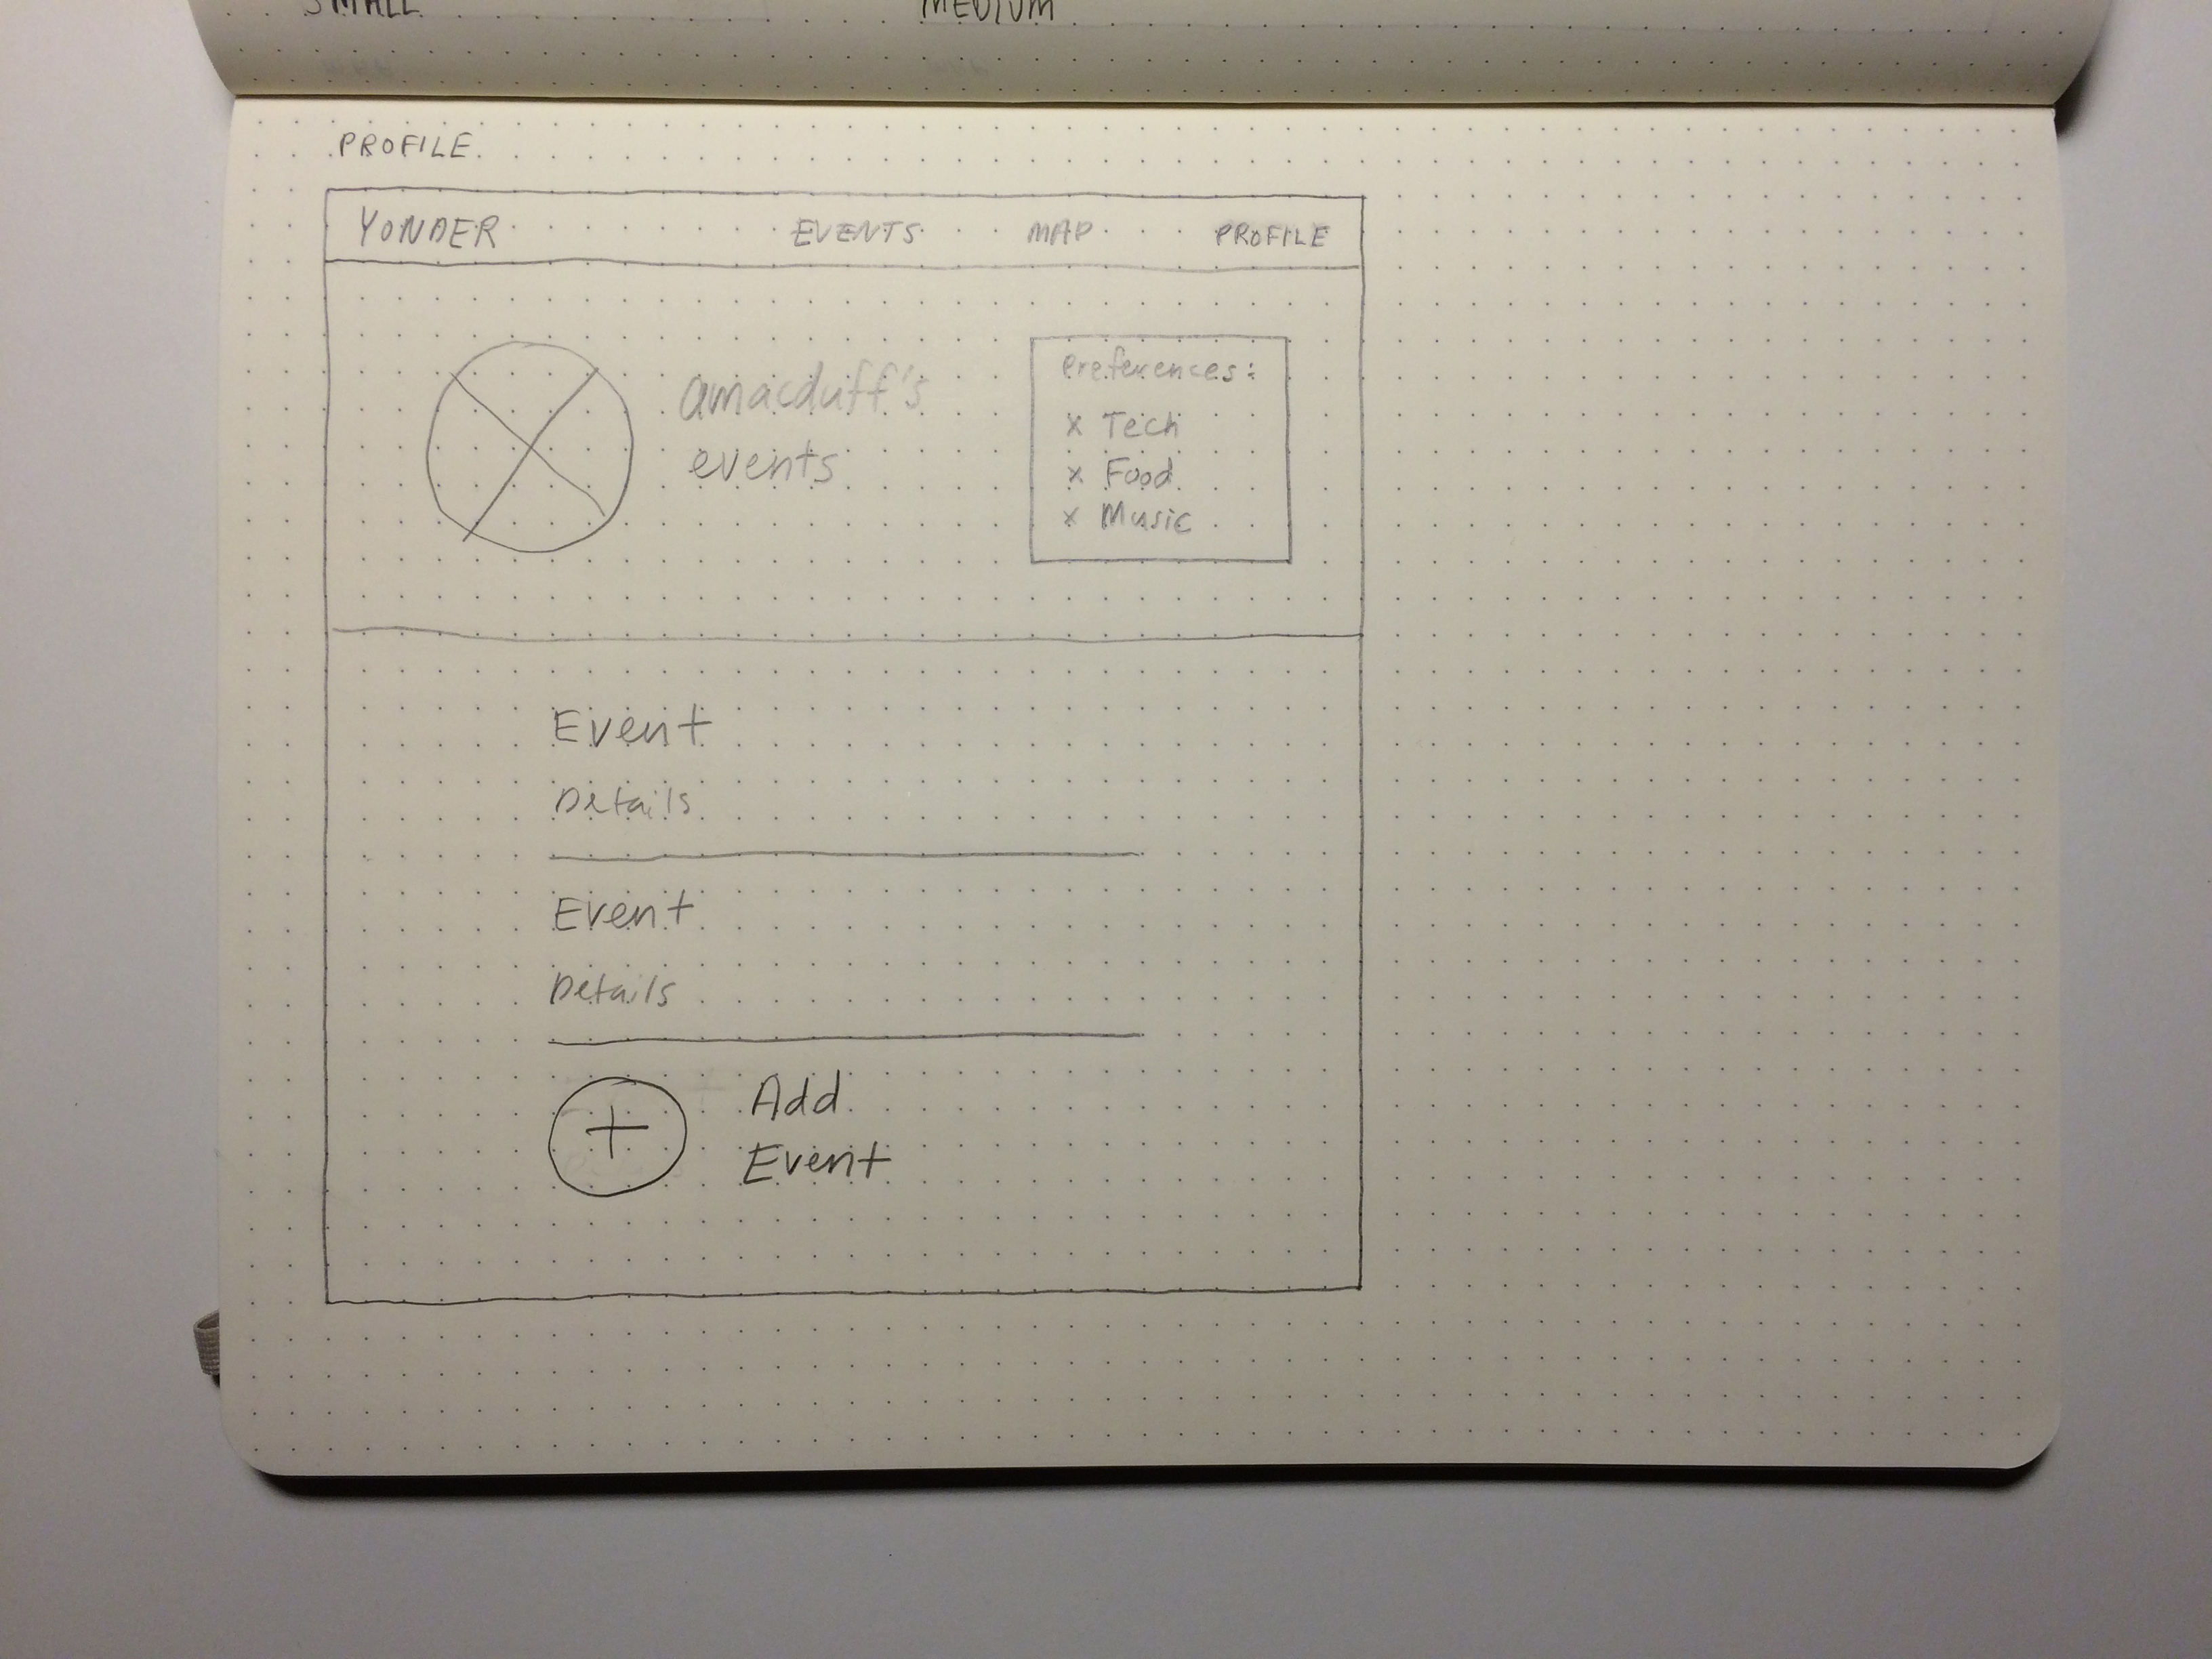 SMALL MEDIUM
PROFILE
YONDER EVENTS MAP PROFILE
amacduff's
events
Preferences:
x Tech
x Food
x Music
Event
Details
Event
Details
+ Add
Event